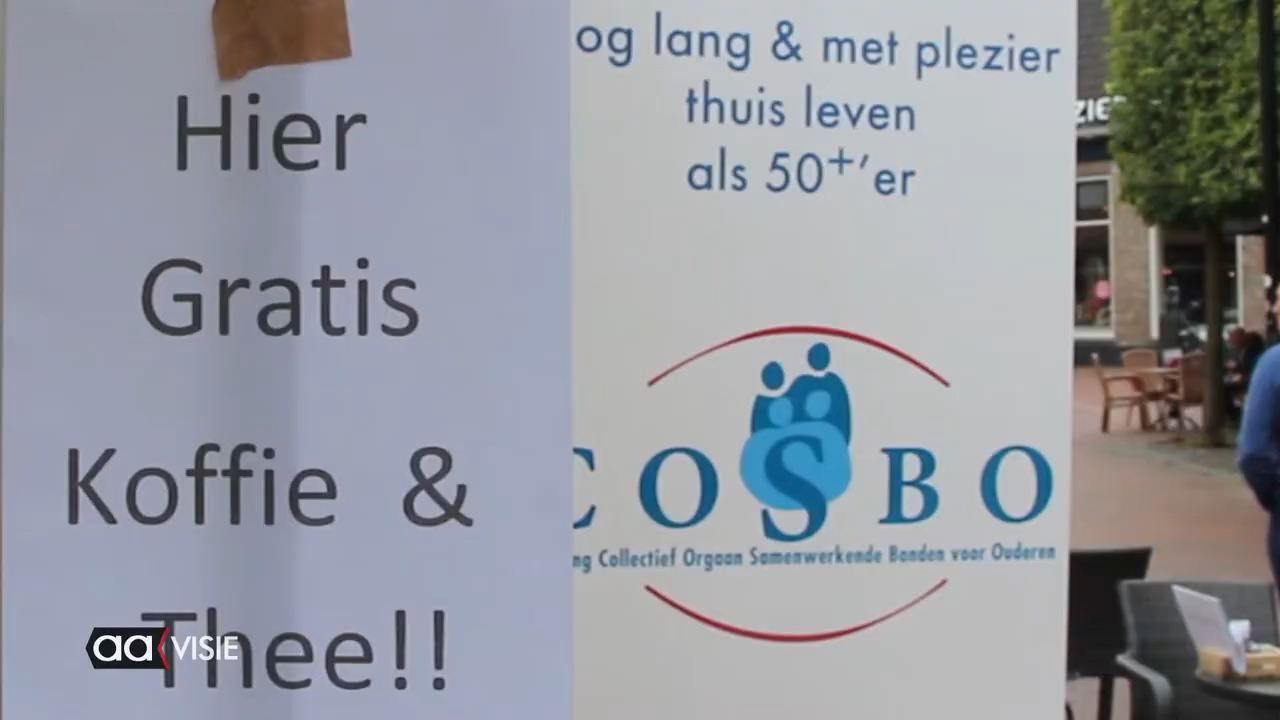 Hier
Gratis
Koffie &
Thee!!
og lang & met plezier
thuis leven
als 50+'er
COSBO
ng Collectief Orgaan Samenwerkende Bonden voor Ouderen
ZIE
aa VISIE